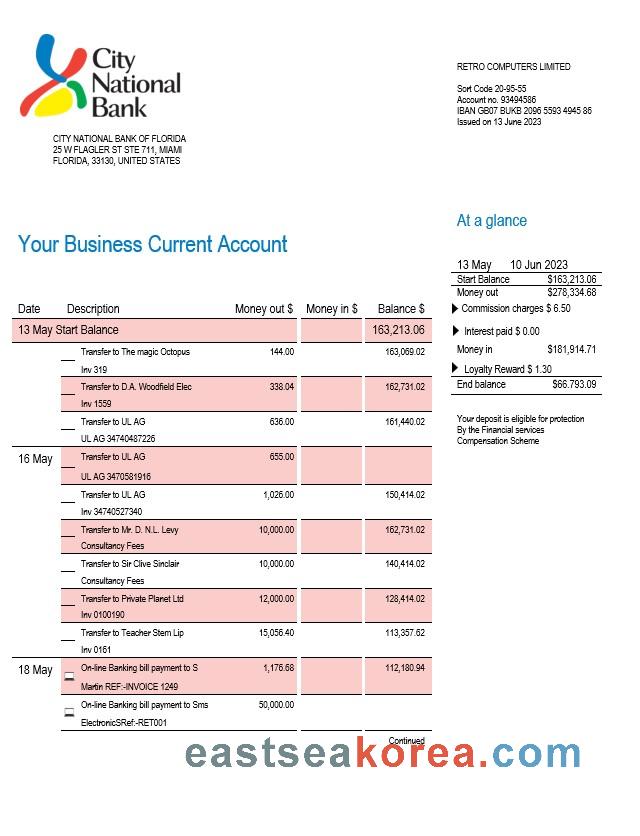 City
National
Bank
CITY NATIONAL BANK OF FLORIDA
25 W FLAGLER ST STE 711, MIAMI
FLORIDA, 33130, UNITED STATES
RETRO COMPUTERS LIMITED
Sort Code 20-95-55
Account no. 93494586
IBAN GB07 BUKB 2096 5593 4945 86
Issued on 13 June 2023
At a glance
Your Business Current Account
13 May 10 Jun 2023
Start Balance $163,213.06
Money out $278,334.68
Commission charges $ 6.50
Interest paid $ 0.00
Money in $181,914.71
Loyalty Reward $ 1.30
End balance $66.793.09
Your deposit is eligible for protection
By the Financial services
Compensation Scheme
Date Description Money out $ Money in $ Balance $
13 May Start Balance 163,213.06
Transfer to The magic Octopus 144.00 163,069.02
Inv 319
Transfer to D.A. Woodfield Elec 338.04 162,731.02
Inv 1559
Transfer to UL AG 636.00 161,440.02
UL AG 34740487226
16 May Transfer to UL AG 655.00
UL AG 3470581916
Transfer to UL AG 1,026.00 150,414.02
Inv 34740527340
Transfer to Mr. D. N.L. Levy 10,000.00 162,731.02
Consultancy Fees
Transfer to Sir Clive Sinclair 10,000.00 140,414.02
Consultancy Fees
Transfer to Private Planet Ltd 12,000.00 128,414.02
Inv 0100190
Transfer to Teacher Stem Lip 15,056.40 113,357.62
Inv 0161
18 May On-line Banking bill payment to S 1,176.68 112,180.94
Martin REF:-INVOICE 1249
On-line Banking bill payment to Sms 50,000.00
ElectronicSRef:-RET001
Continued
eastseakorea.com